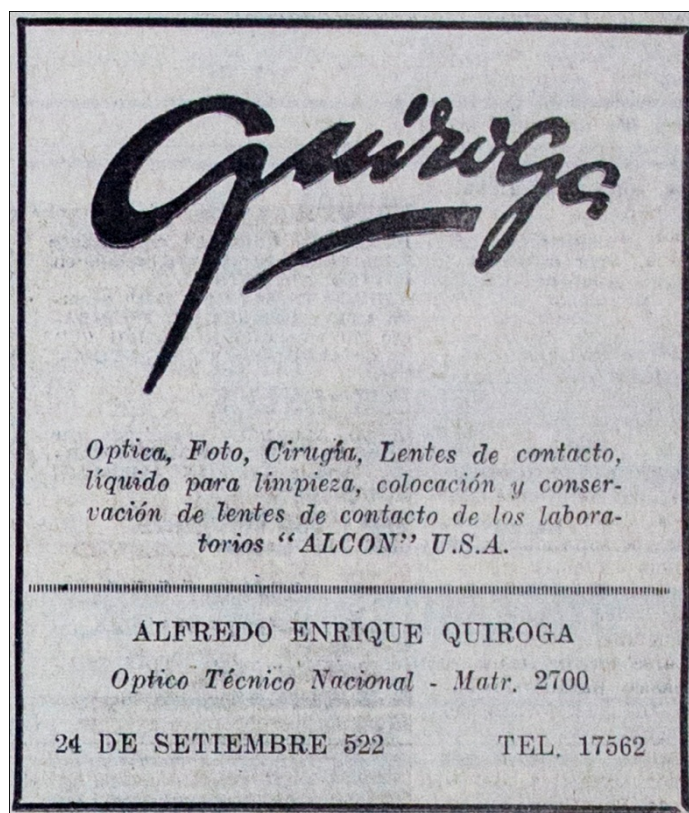 Quiroga
Optica, Foto, Cirugía, Lentes de contacto,
líquido para limpieza, colocación y conser-
vación de lentes de contacto de los labora-
torios “ALCON” U.S.A.
ALFREDO ENRIQUE QUIROGA
Optico Técnico Nacional - Matr. 2700
24 DE SETIEMBRE 522 TEL. 17562